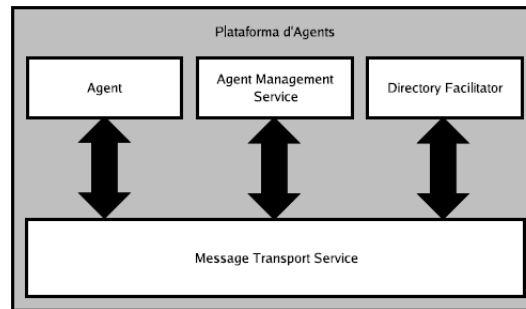 Plataforma d'Agents
Agent
Agent Management
Service
Directory Facilitator
Message Transport Service